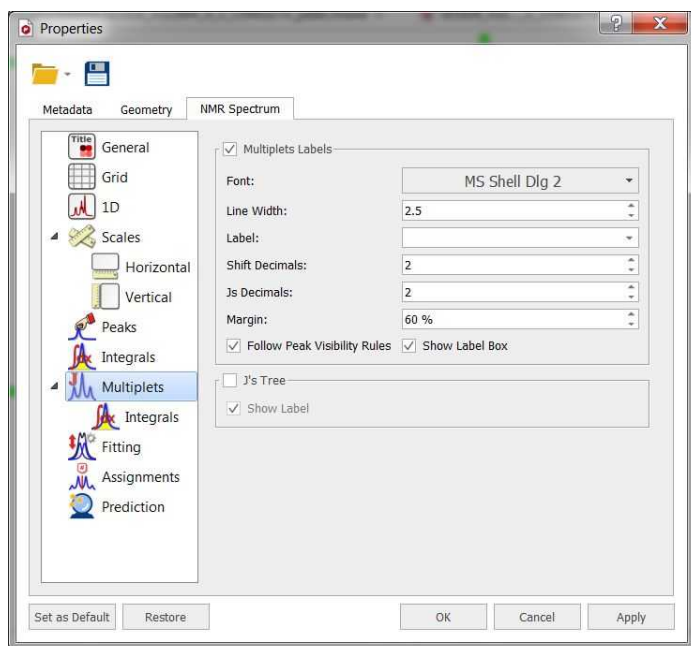 Properties
Metadata Geometry NMR Spectrum
Title
General
Grid
1D
Scales
Horizontal
Vertical
Peaks
Integrals
Multiplets
Integrals
Fitting
Assignments
Prediction
Multiplets Labels
Font: MS Shell Dlg 2
Line Width: 2.5
Label:
Shift Decimals: 2
Js Decimals: 2
Margin: 60 %
Follow Peak Visibility Rules Show Label Box
J's Tree
Show Label
Set as Default Restore OK Cancel Apply